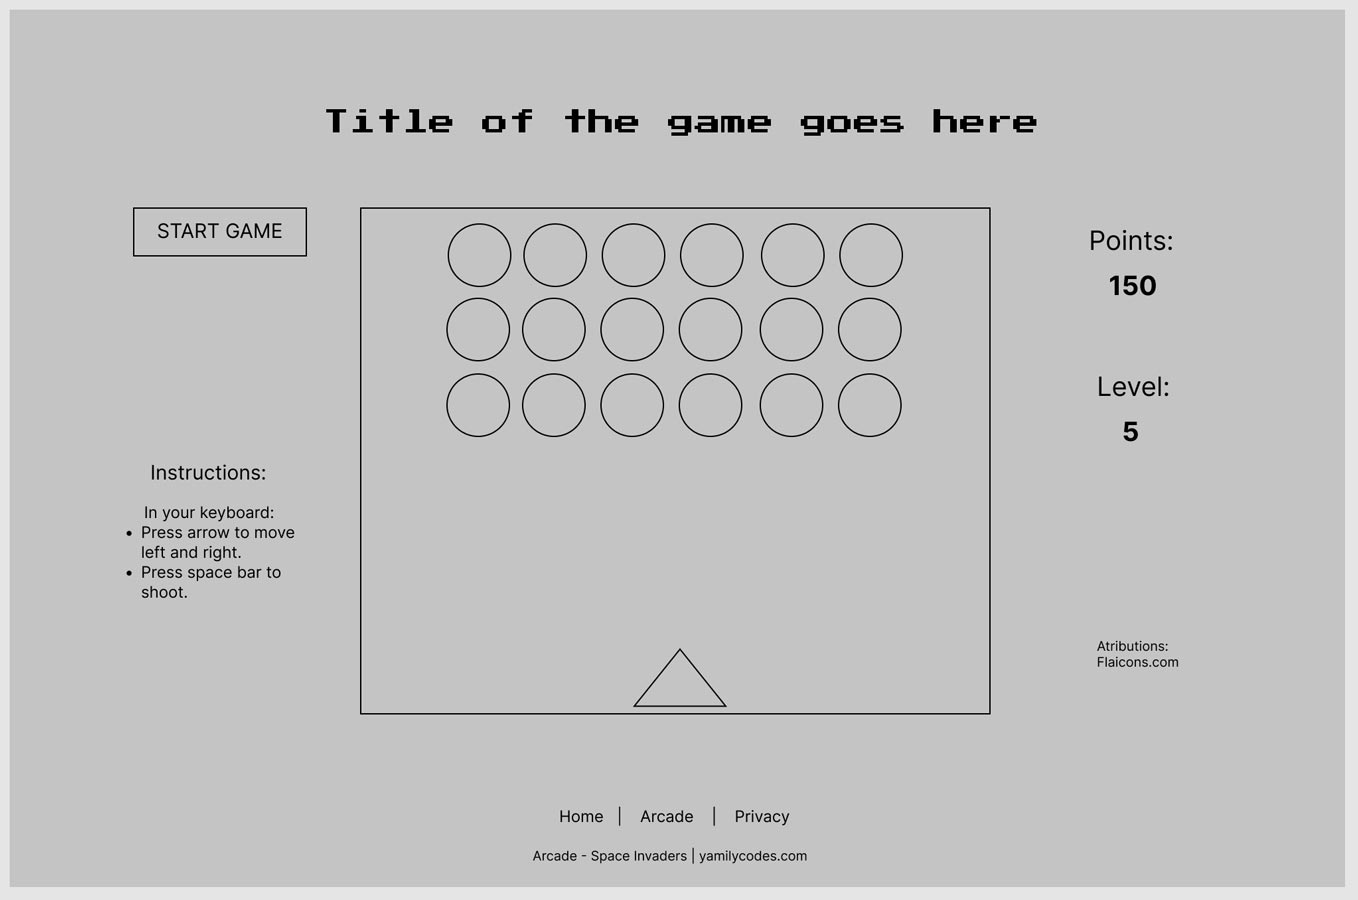 Title of the game goes here
START GAME
Points:
150
Level:
5
Instructions:
In your keyboard:
• Press arrow to move
left and right.
• Press space bar to
shoot.
Atributions:
Flaicons.com
Home | Arcade | Privacy
Arcade - Space Invaders | yamilycodes.com